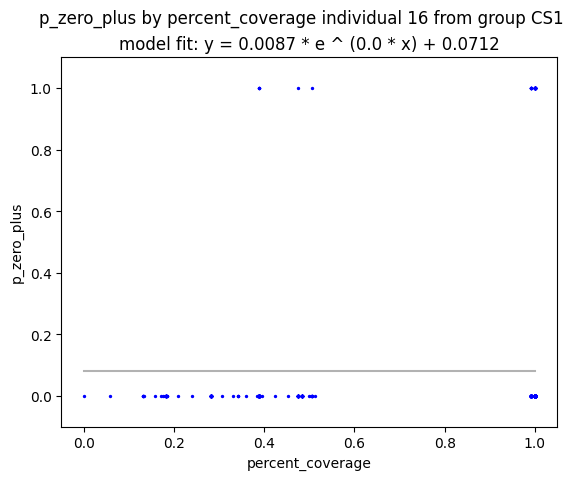 p_zero_plus by percent_coverage individual 16 from group CS1
model fit: y = 0.0087 * e ^ (0.0 * x) + 0.0712
1.0
0.8
0.6
0.4
0.2
0.0
p_zero_plus
0.0 0.2 0.4 0.6 0.8 1.0
percent_coverage